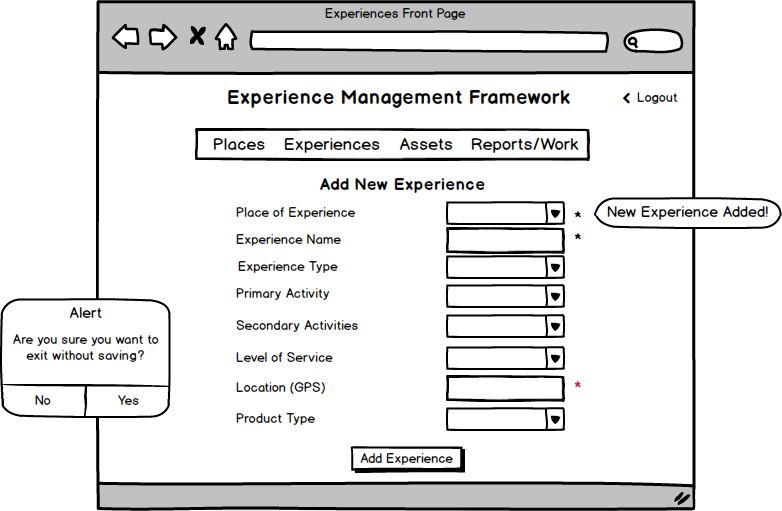 Experiences Front Page
Experience Management Framework
Logout
Places Experiences Assets Reports/Work
Add New Experience
Place of Experience *
New Experience Added!
Experience Name *
Experience Type
Primary Activity
Alert
Are you sure you want to
exit without saving?
No Yes
Secondary Activities
Level of Service
Location (GPS) *
Product Type
Add Experience